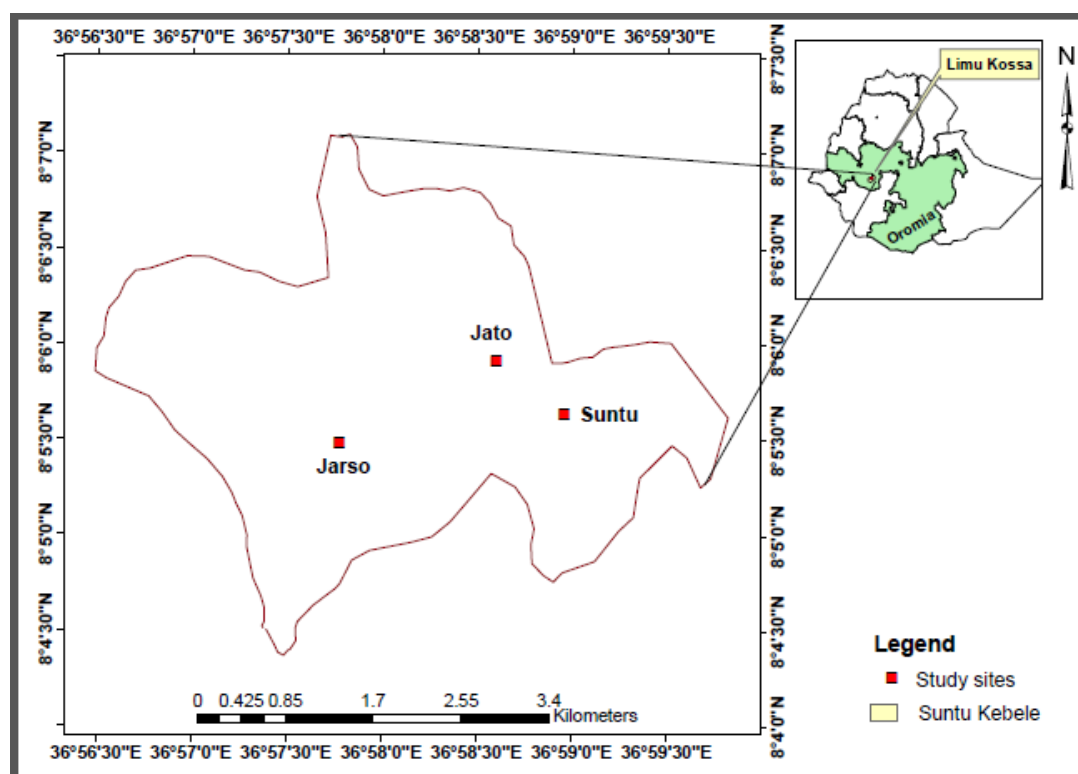 36°56'30"E 36°57'0"E 36°57'30"E 36°58'0"E 36°58'30"E 36°59'0"E 36°59'30"E
8°7'0"N
8°6'30"N
8°6'0"N
8°5'30"N
8°5'0"N
8°4'30"N
Jato
Suntu
Jarso
0 0.425 0.85 1.7 2.55 3.4
Kilometers
36°56'30"E 36°57'0"E 36°57'30"E 36°58'0"E 36°58'30"E 36°59'0"E 36°59'30"E
8°7'30"N
8°7'0"N
8°6'30"N
8°6'0"N
8°5'30"N
8°5'0"N
8°4'30"N
8°4'0"N
Limu Kossa
Oromia
N
Legend
Study sites
Suntu Kebele